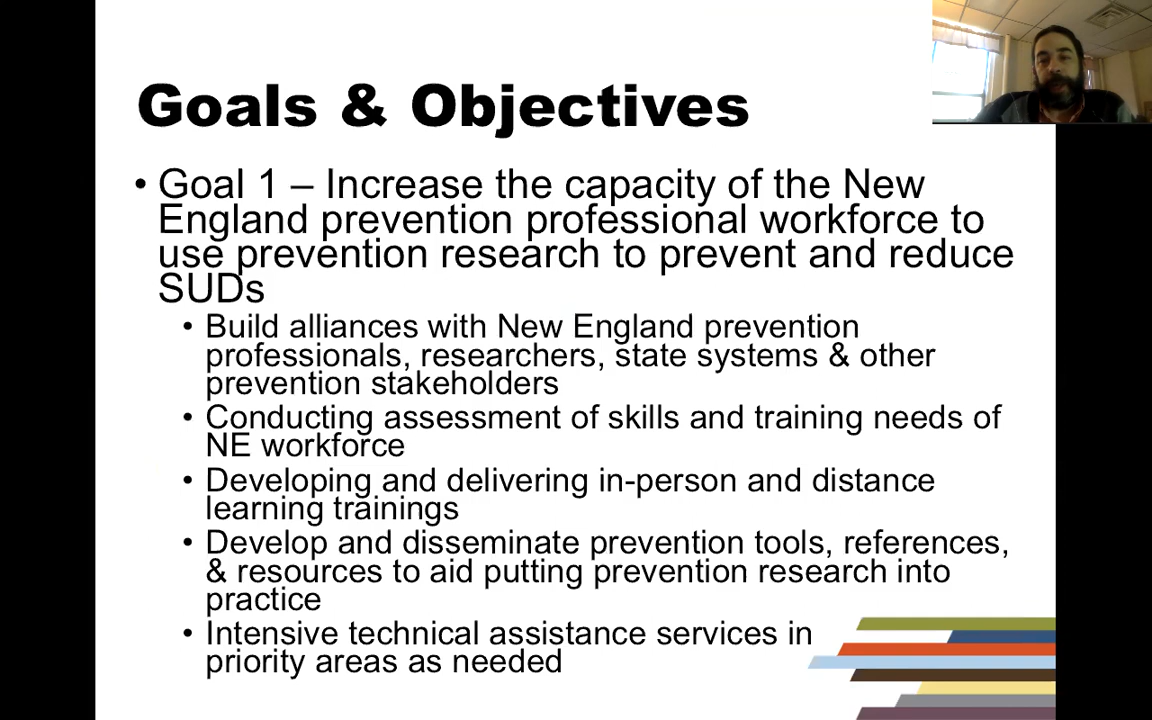 Goals & Objectives
• Goal 1 – Increase the capacity of the New
England prevention professional workforce to
use prevention research to prevent and reduce
SUDs
• Build alliances with New England prevention
professionals, researchers, state systems & other
prevention stakeholders
• Conducting assessment of skills and training needs of
NE workforce
• Developing and delivering in-person and distance
learning trainings
• Develop and disseminate prevention tools, references,
& resources to aid putting prevention research into
practice
• Intensive technical assistance services in
priority areas as needed